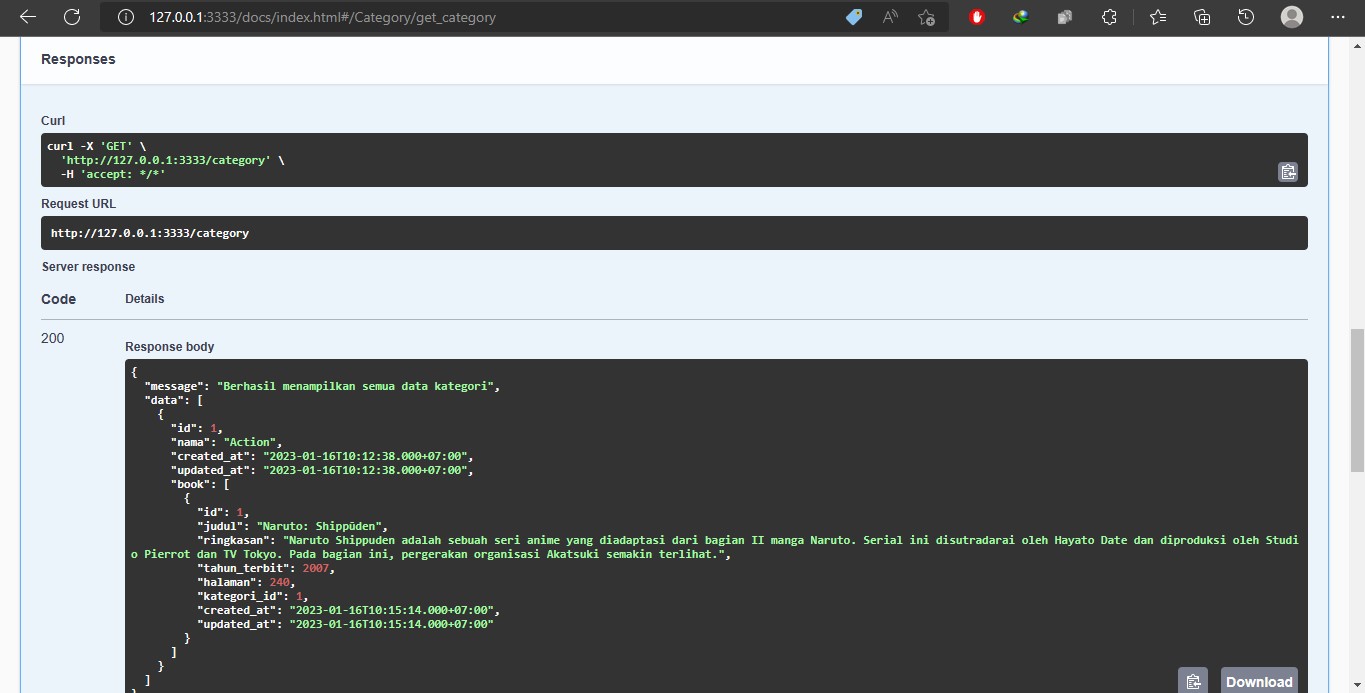 127.0.0.1:3333/docs/index.html#/Category/get_category
Responses
Curl
curl -X 'GET' \
  'http://127.0.0.1:3333/category' \
  -H 'accept: */*'
Request URL
http://127.0.0.1:3333/category
Server response
Code Details
200
Response body
{
  "message": "Berhasil menampilkan semua data kategori",
  "data": [
    {
      "id": 1,
      "nama": "Action",
      "created_at": "2023-01-16T10:12:38.000+07:00",
      "updated_at": "2023-01-16T10:12:38.000+07:00",
      "book": [
        {
          "id": 1,
          "judul": "Naruto: Shippūden",
          "ringkasan": "Naruto Shippuden adalah sebuah seri anime yang diadaptasi dari bagian II manga Naruto. Serial ini disutradarai oleh Hayato Date dan diproduksi oleh Studi
o Pierrot dan TV Tokyo. Pada bagian ini, pergerakan organisasi Akatsuki semakin terlihat.",
          "tahun_terbit": 2007,
          "halaman": 240,
          "kategori_id": 1,
          "created_at": "2023-01-16T10:15:14.000+07:00",
          "updated_at": "2023-01-16T10:15:14.000+07:00"
        }
      ]
    }
  ]
}
Download